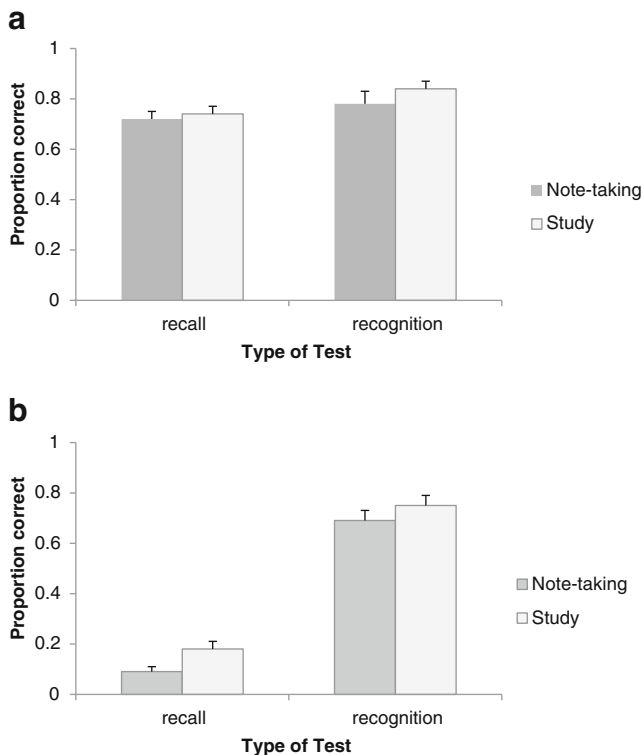 a
1
0.8
0.6
0.4
0.2
0
Proportion correct
recall
recognition
Type of Test
Note-taking
Study
b
1
0.8
0.6
0.4
0.2
0
Proportion correct
recall
recognition
Type of Test
Note-taking
Study